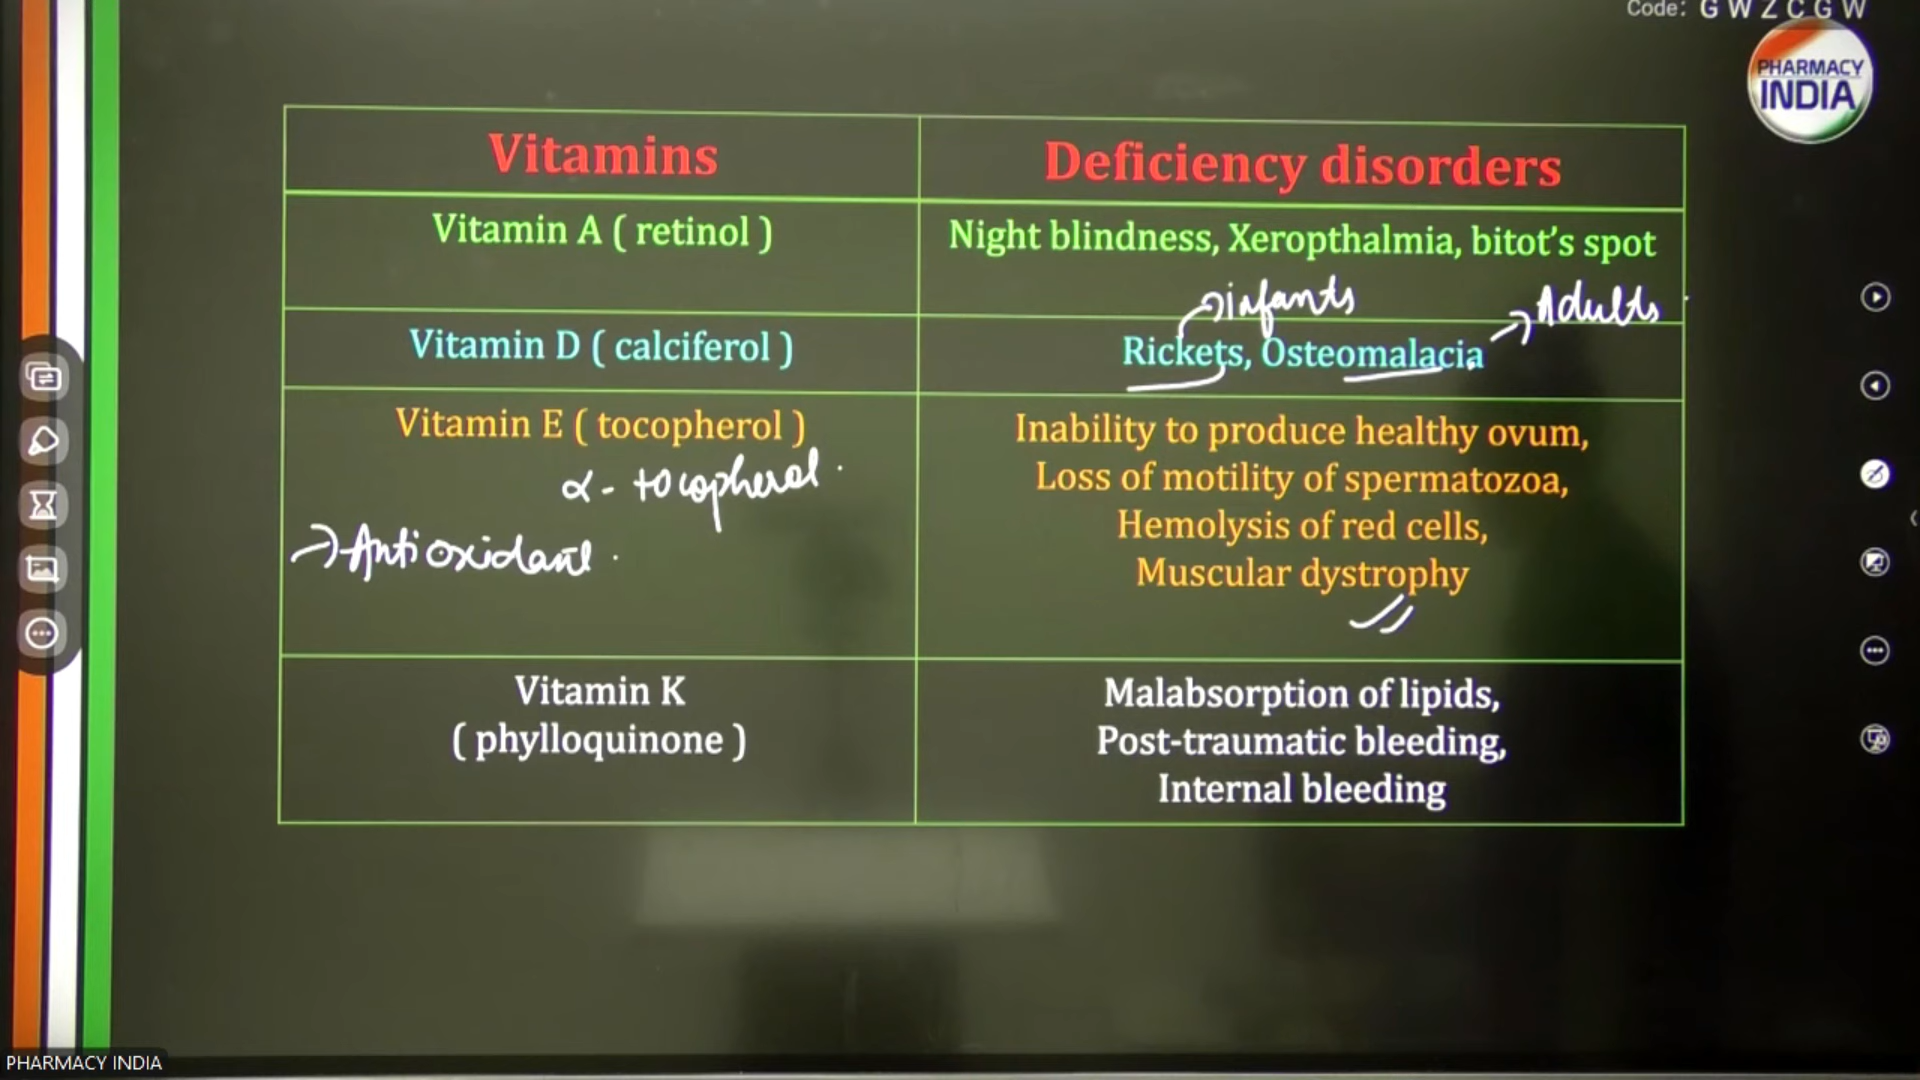 Code: G W Z C G W
PHARMACY
INDIA
Vitamins
Deficiency disorders
Vitamin A ( retinol )
Night blindness, Xeropthalmia, bitot's spot
infants
Adults
Vitamin D ( calciferol )
Rickets, Osteomalacia
Vitamin E ( tocopherol )
α- tocopherol
→Antioxidant
Inability to produce healthy ovum,
Loss of motility of spermatozoa,
Hemolysis of red cells,
Muscular dystrophy
Vitamin K
( phylloquinone )
Malabsorption of lipids,
Post-traumatic bleeding,
Internal bleeding
PHARMACY INDIA